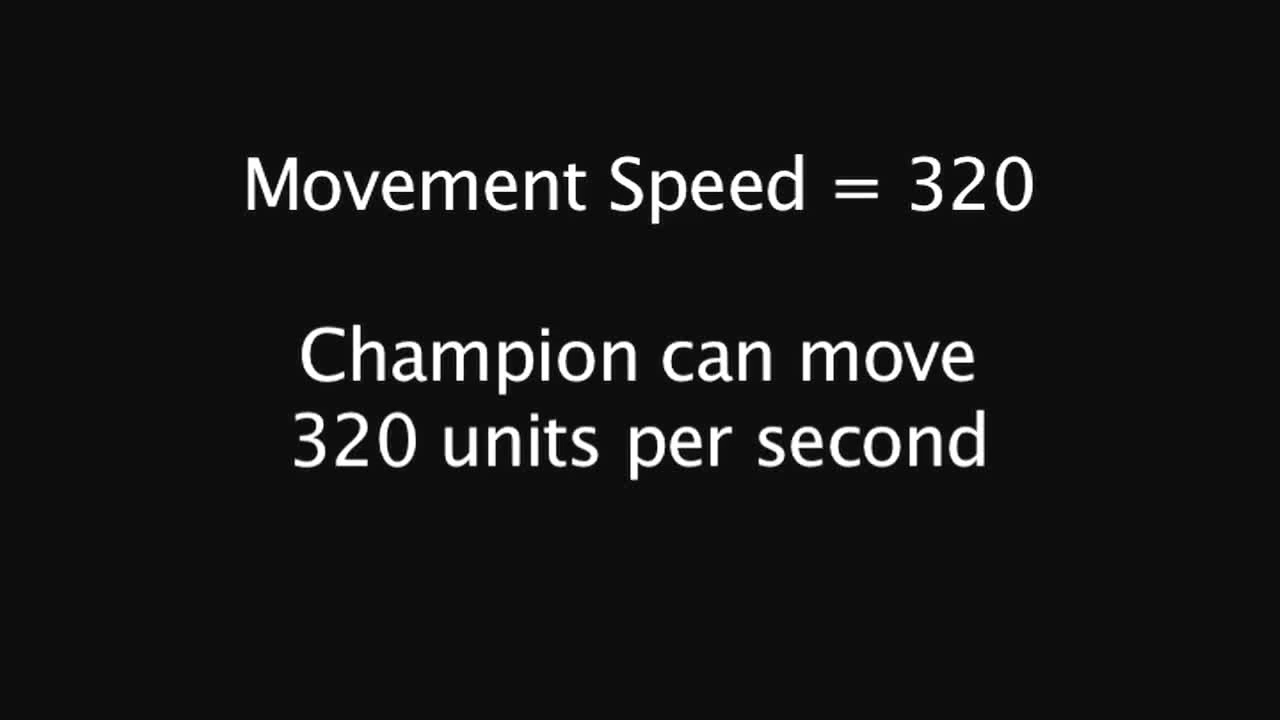 Movement Speed = 320
Champion can move
320 units per second